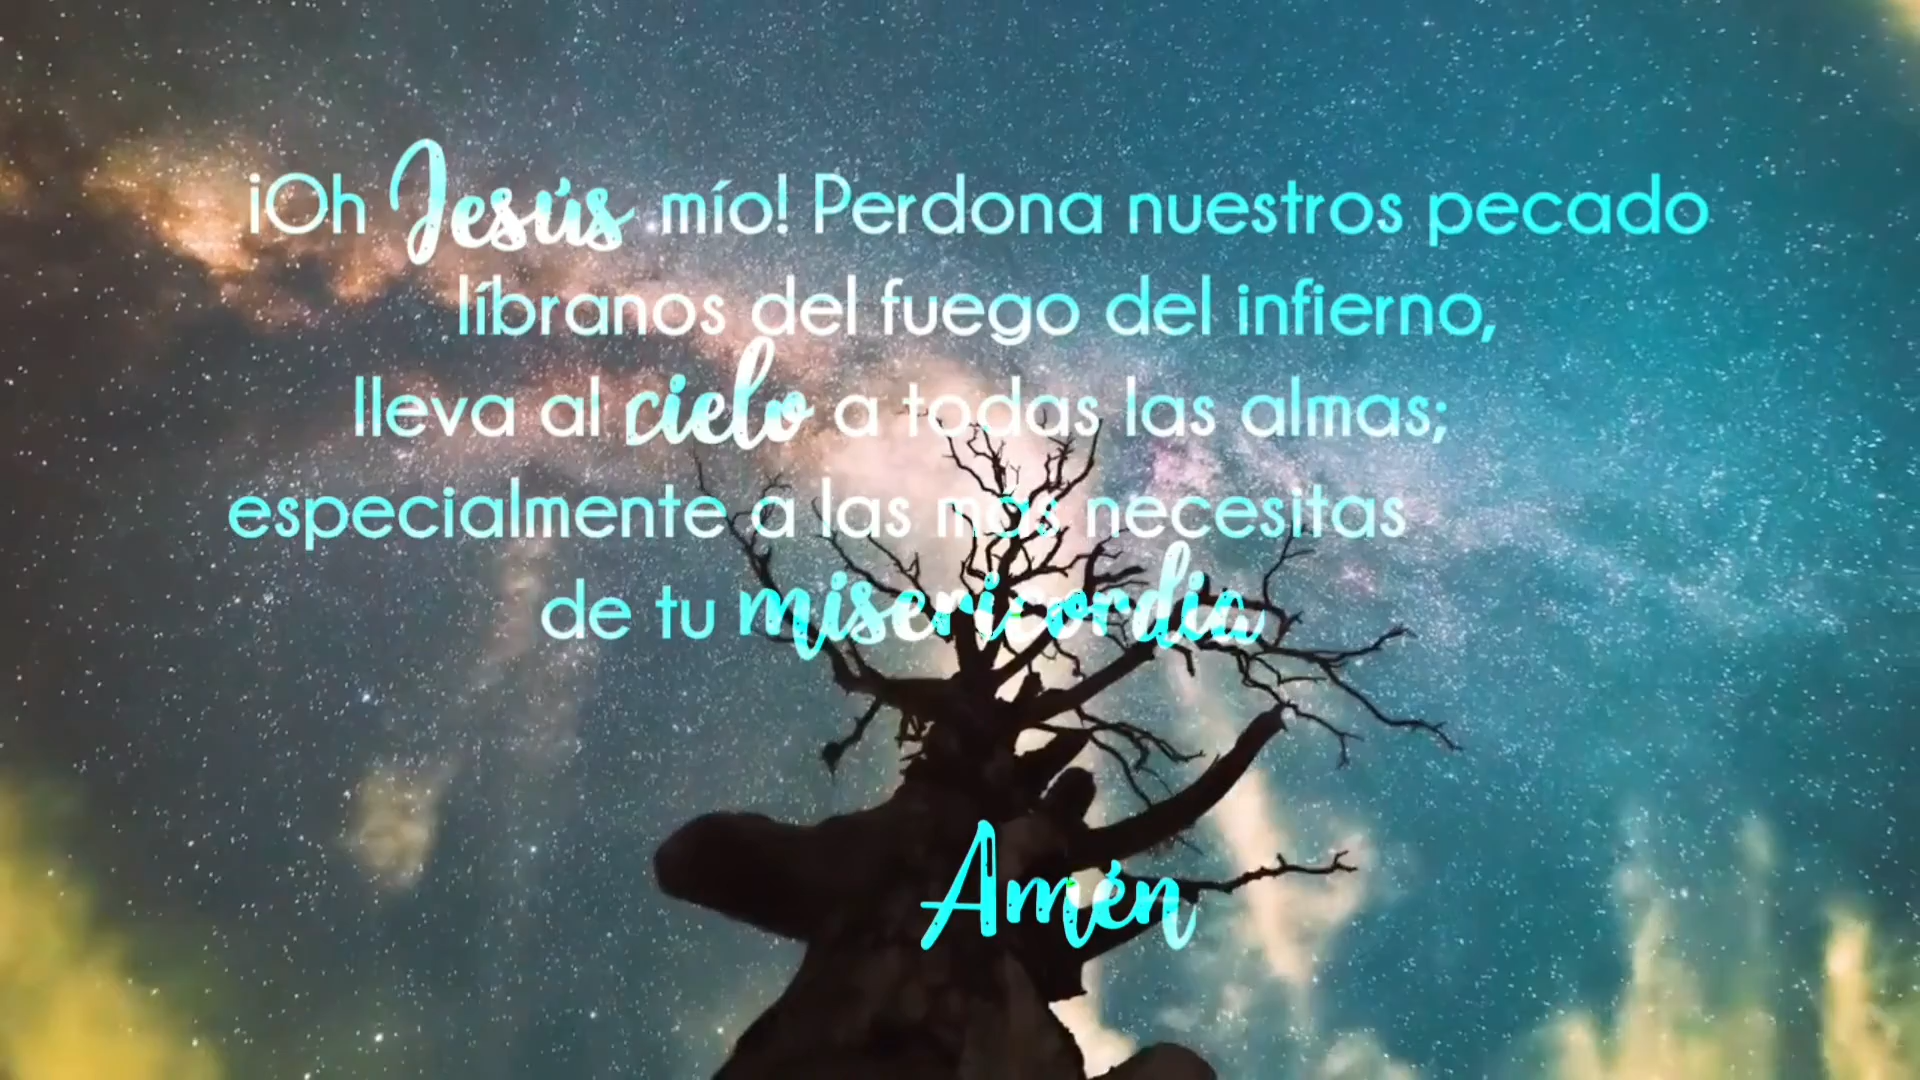 ¡Oh Jesús mío! Perdona nuestros pecado
líbranos del fuego del infierno,
lleva al cielo a todas las almas;
especialmente a las más necesitas
de tu misericordia
Amén